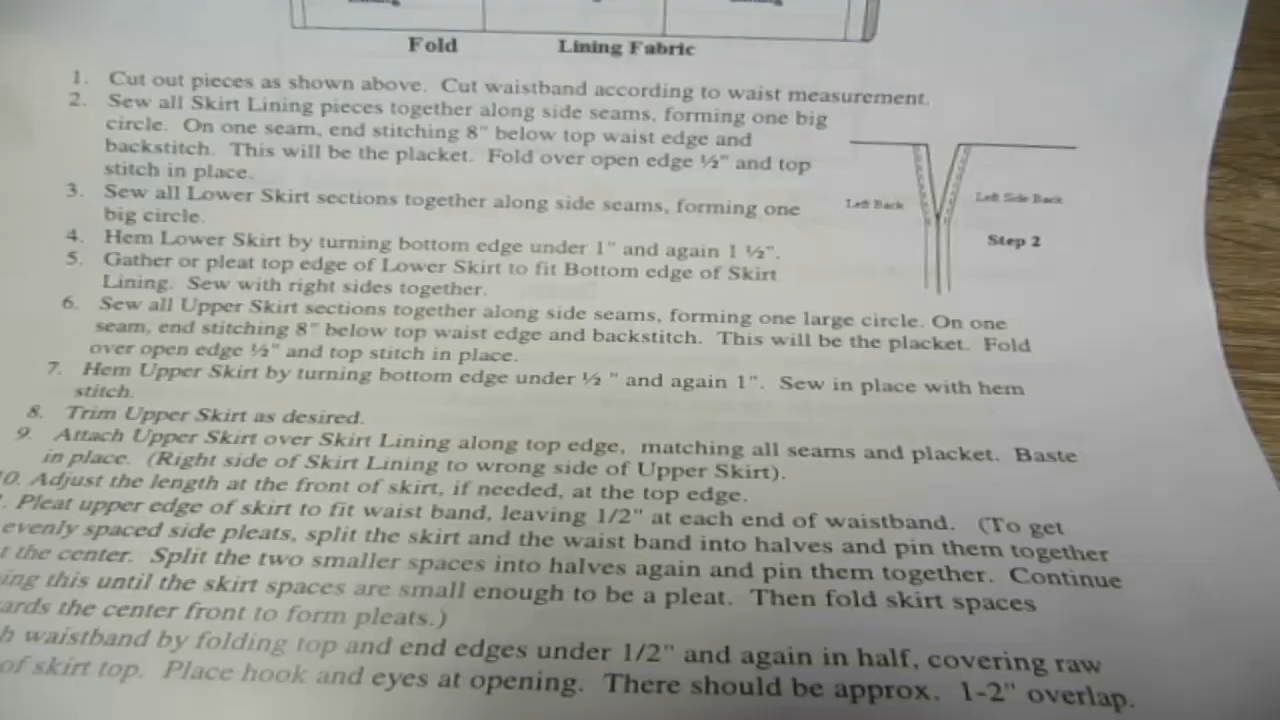 Fold Lining Fabric
1. Cut out pieces as shown above. Cut waistband according to waist measurement.
2. Sew all Skirt Lining pieces together along side seams, forming one big
circle. On one seam, end stitching 8" below top waist edge and
backstitch. This will be the placket. Fold over open edge ½" and top
stitch in place.
3. Sew all Lower Skirt sections together along side seams, forming one
big circle.
Left Back
Left Side Back
Step 2
4. Hem Lower Skirt by turning bottom edge under 1" and again 1 ½".
5. Gather or pleat top edge of Lower Skirt to fit Bottom edge of Skirt
Lining. Sew with right sides together.
6. Sew all Upper Skirt sections together along side seams, forming one large circle. On one
seam, end stitching 8" below top waist edge and backstitch. This will be the placket. Fold
over open edge ½" and top stitch in place.
7. Hem Upper Skirt by turning bottom edge under ½ " and again 1". Sew in place with hem
stitch.
8. Trim Upper Skirt as desired.
9. Attach Upper Skirt over Skirt Lining along top edge, matching all seams and placket. Baste
in place. (Right side of Skirt Lining to wrong side of Upper Skirt).
0. Adjust the length at the front of skirt, if needed, at the top edge.
. Pleat upper edge of skirt to fit waist band, leaving 1/2" at each end of waistband. (To get
evenly spaced side pleats, split the skirt and the waist band into halves and pin them together
t the center. Split the two smaller spaces into halves again and pin them together. Continue
ing this until the skirt spaces are small enough to be a pleat. Then fold skirt spaces
ards the center front to form pleats.)
h waistband by folding top and end edges under 1/2" and again in half, covering raw
of skirt top. Place hook and eyes at opening. There should be approx. 1-2" overlap.